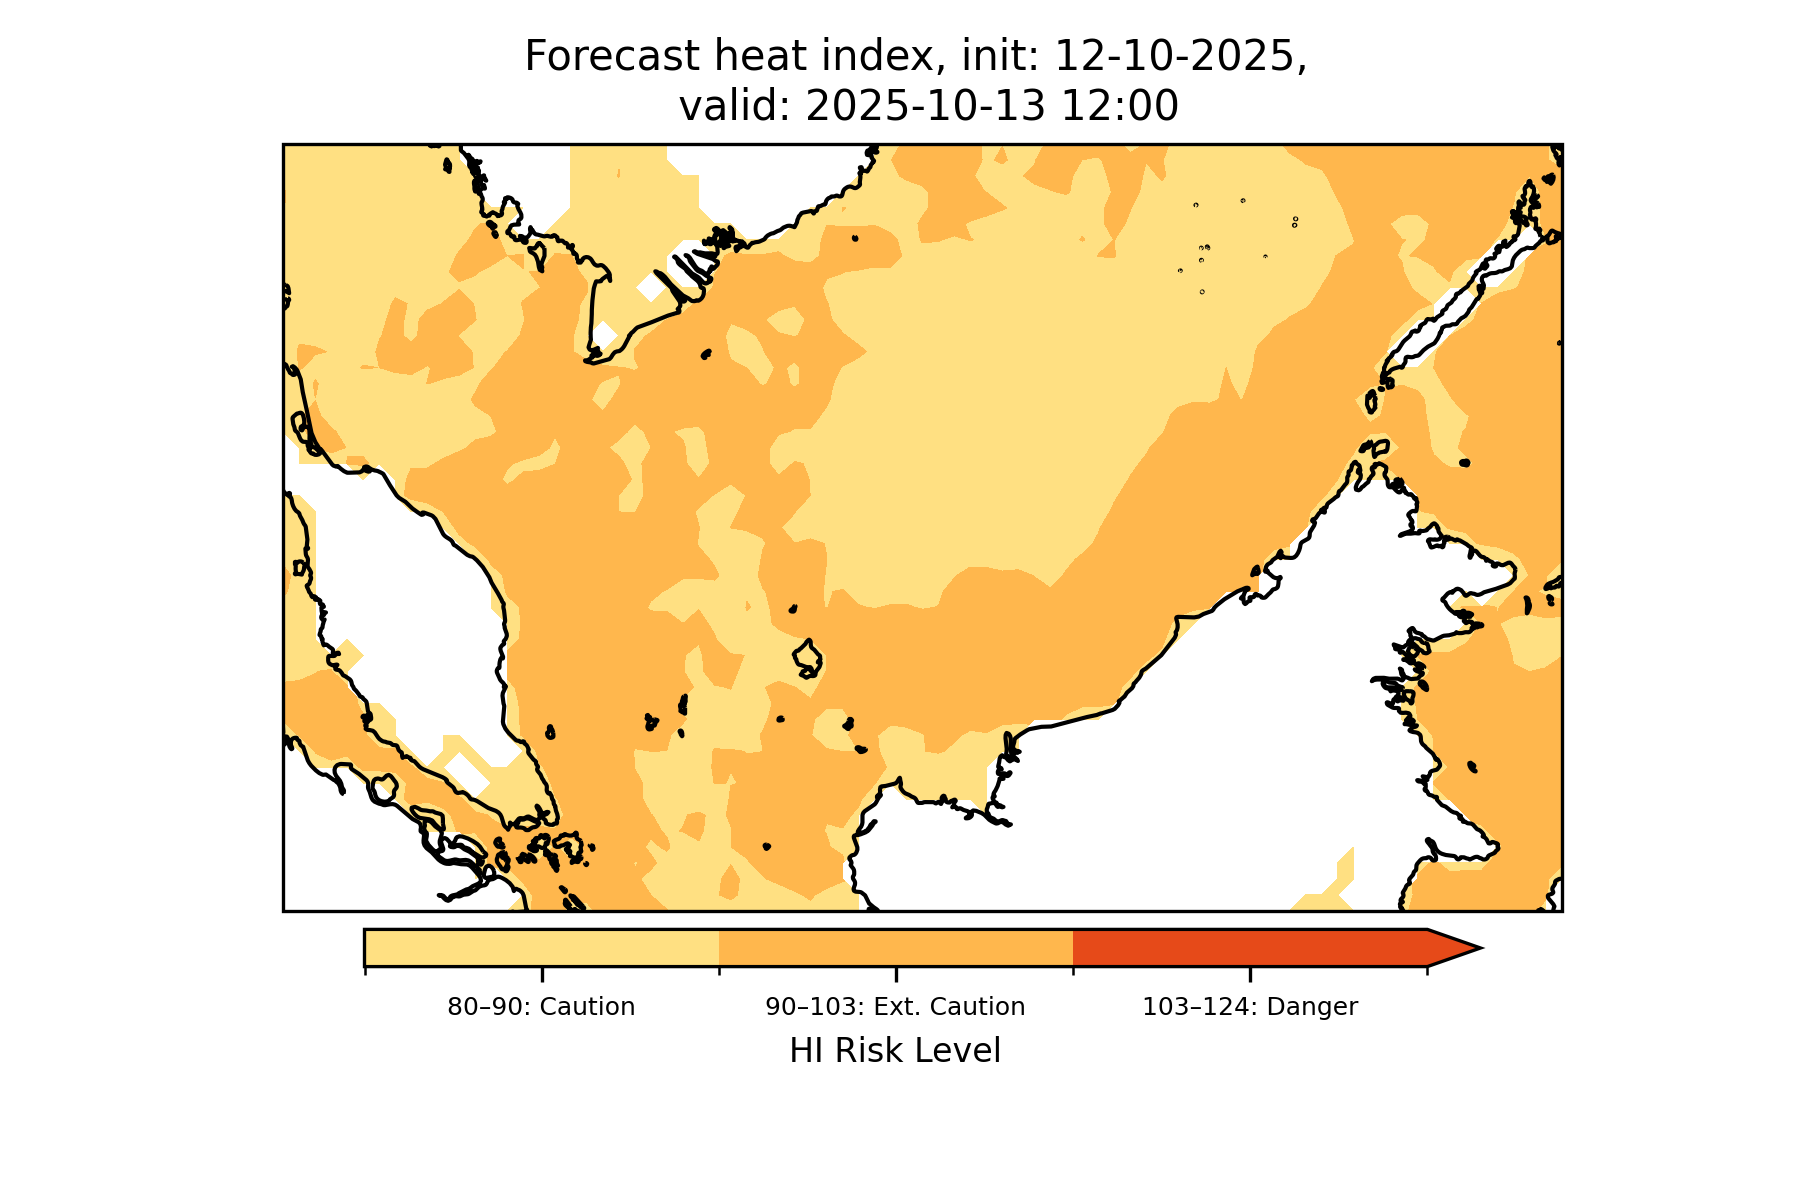 Forecast heat index, init: 12-10-2025,
valid: 2025-10-13 12:00
80–90: Caution
90–103: Ext. Caution
103–124: Danger
HI Risk Level